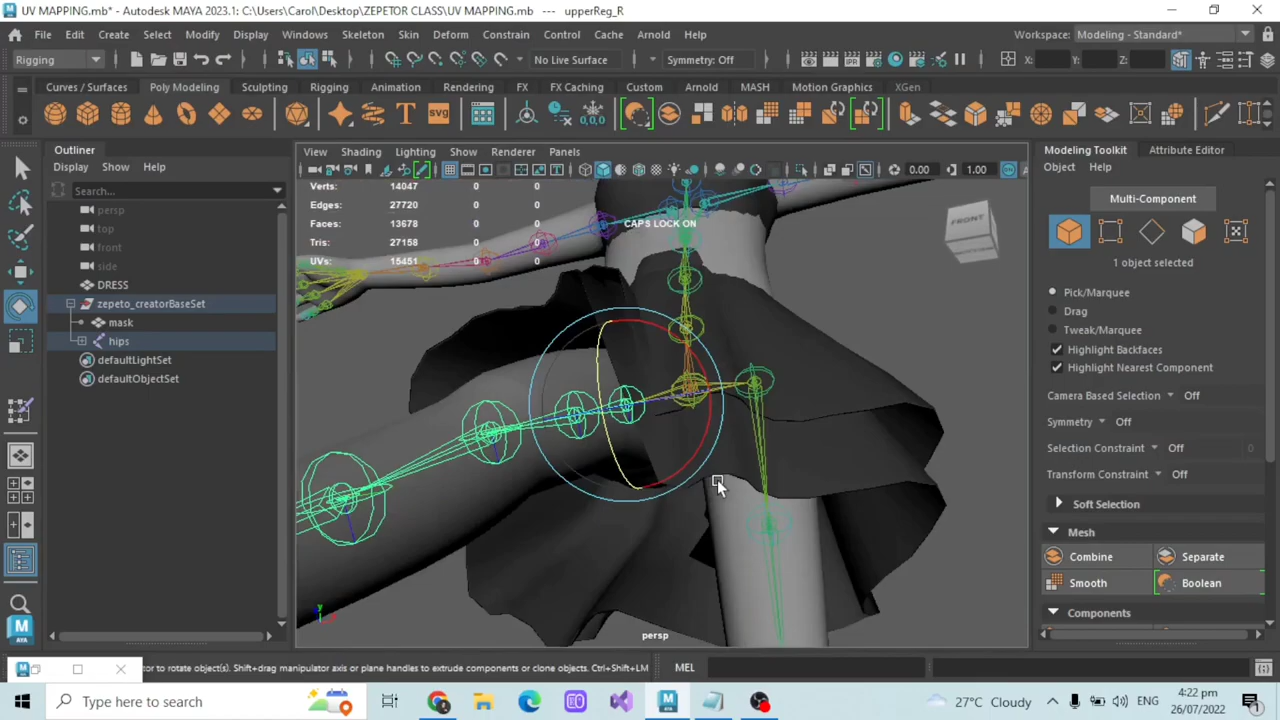 UV MAPPING.mb* - Autodesk MAYA 2023.1: C:\Users\Carol\Desktop\ZEPETOR CLASS\UV MAPPING.mb --- upperReg_R
File Edit Create Select Modify Display Windows Skeleton Skin Deform Constrain Control Cache Arnold Help
Workspace: Modeling - Standard*
Rigging No Live Surface Symmetry: Off X: Y: Z:
Curves / Surfaces Poly Modeling Sculpting Rigging Animation Rendering FX FX Caching Custom Arnold MASH Motion Graphics XGen
T SVG 0,0,0
Outliner
Display Show Help
Search...
persp
top
front
side
DRESS
zepeto_creatorBaseSet
mask
hips
defaultLightSet
defaultObjectSet
View Shading Lighting Show Renderer Panels
0.00 1.00
Verts: 14047 0 0
Edges: 27720 0 0
Faces: 13678 0 0
Tris: 27158 0 0
UVs: 15451 0 0
CAPS LOCK ON
FRONT
y
persp
Modeling Toolkit Attribute Editor
Object Help
Multi-Component
1 object selected
Pick/Marquee
Drag
Tweak/Marquee
Highlight Backfaces
Highlight Nearest Component
Camera Based Selection Off
Symmetry Off
Selection Constraint Off 0
Transform Constraint Off
Soft Selection
Mesh
Combine Separate
Smooth Boolean
Components
AYA
tor to rotate object(s). Shift+drag manipulator axis or plane handles to extrude components or clone objects. Ctrl+Shift+LM
MEL
Type here to search
27°C Cloudy ENG
4:22 pm
26/07/2022
1